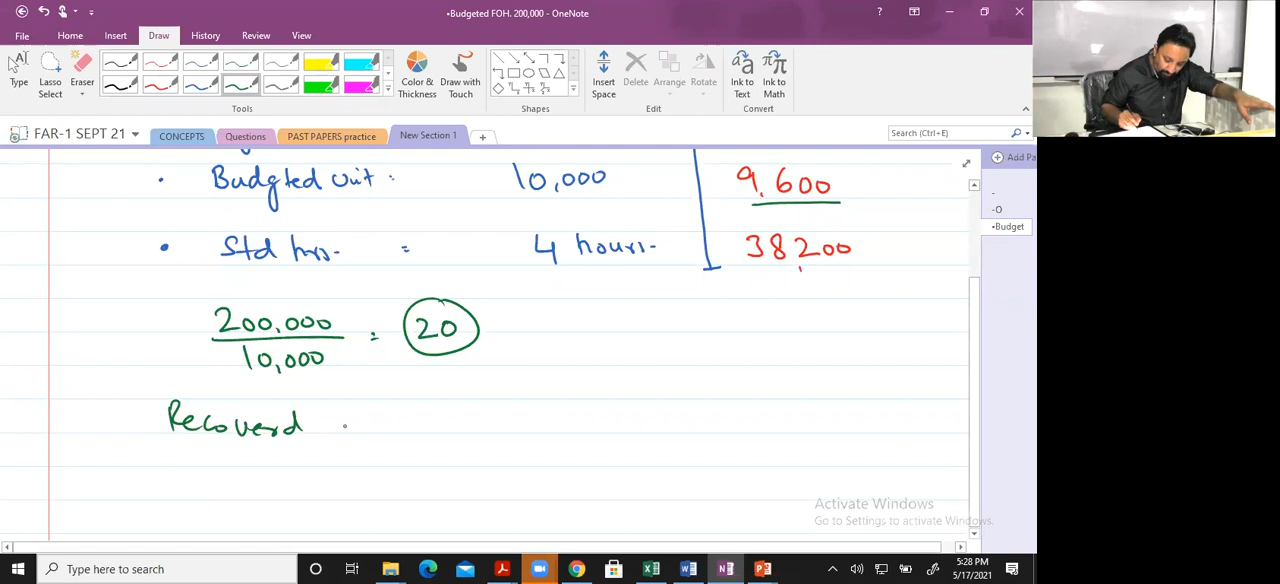 •Budgeted FOH. 200,000 - OneNote
?
File Home Insert Draw History Review View
Type
Lasso Select
Eraser
Color & Thickness
Draw with Touch
Insert Space
Delete
Arrange
Rotate
Ink to Text
Ink to Math
Tools
Shapes
Edit
Convert
FAR-1 SEPT 21
CONCEPTS
Questions
PAST PAPERS practice
New Section 1
Search (Ctrl+E)
Add Pa
-
-O
•Budget
• Budgted Unit: 10,000 9,600
• Std hrs. = 4 hours- 38200
200,000
10,000
= 20
Recoverd
Activate Windows
Go to Settings to activate Windows.
Type here to search
5:28 PM
5/17/2021